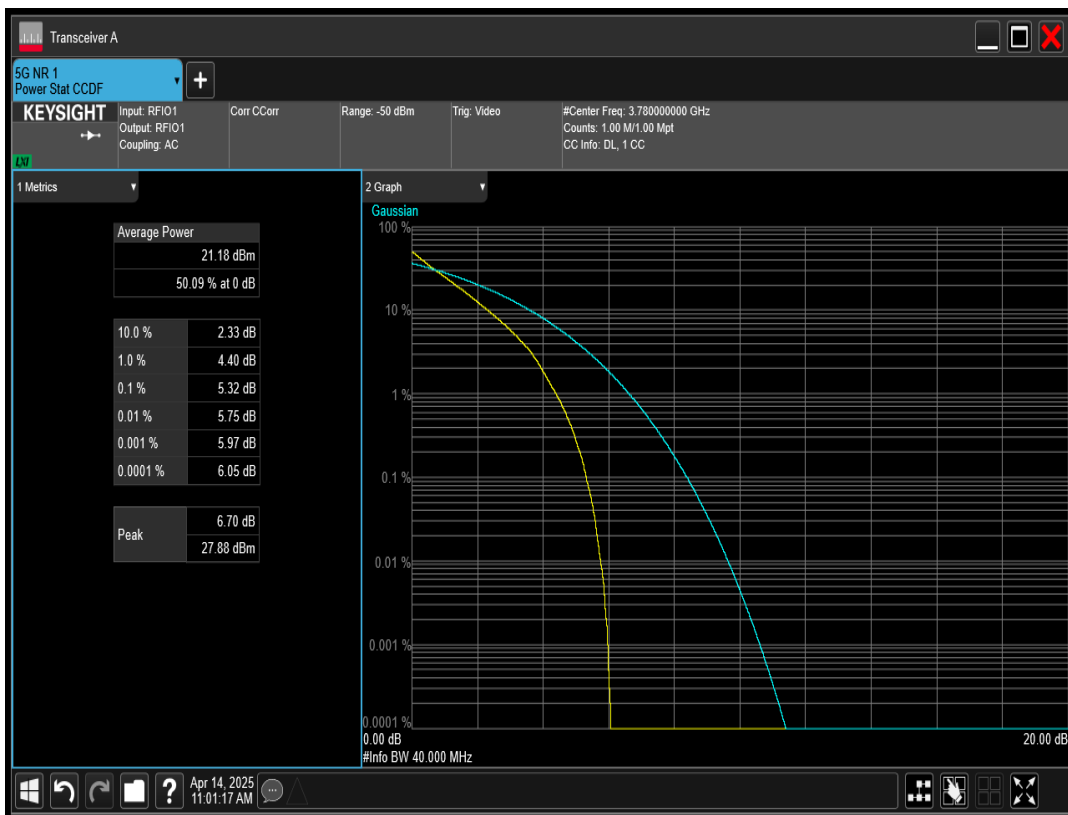 Transceiver A
5G NR 1
Power Stat CCDF
+
KEYSIGHT
LXI
Input: RFIO1
Output: RFIO1
Coupling: AC
Corr CCorr
Range: -50 dBm
Trig: Video
#Center Freq: 3.780000000 GHz
Counts: 1.00 M/1.00 Mpt
CC Info: DL, 1 CC
1 Metrics
Average Power
21.18 dBm
50.09 % at 0 dB
10.0 % 2.33 dB
1.0 % 4.40 dB
0.1 % 5.32 dB
0.01 % 5.75 dB
0.001 % 5.97 dB
0.0001 % 6.05 dB
Peak 6.70 dB
27.88 dBm
2 Graph
Gaussian
100 %
10 %
1 %
0.1 %
0.01 %
0.001 %
0.0001 %
0.00 dB 20.00 dB
#Info BW 40.000 MHz
?
Apr 14, 2025
11:01:17 AM